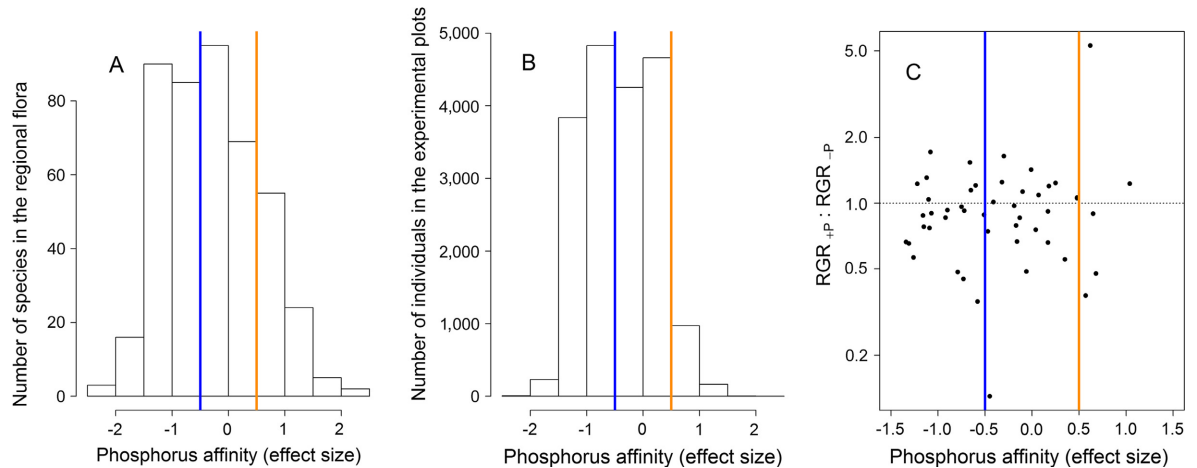 A
Number of species in the regional flora
80
60
40
20
0
-2 -1 0 1 2
Phosphorus affinity (effect size)
B
Number of individuals in the experimental plots
5,000
4,000
3,000
2,000
1,000
0
-2 -1 0 1 2
Phosphorus affinity (effect size)
C
RGR +P : RGR –P
5.0
2.0
1.0
0.5
0.2
-1.5 -1.0 -0.5 0.0 0.5 1.0 1.5
Phosphorus affinity (effect size)